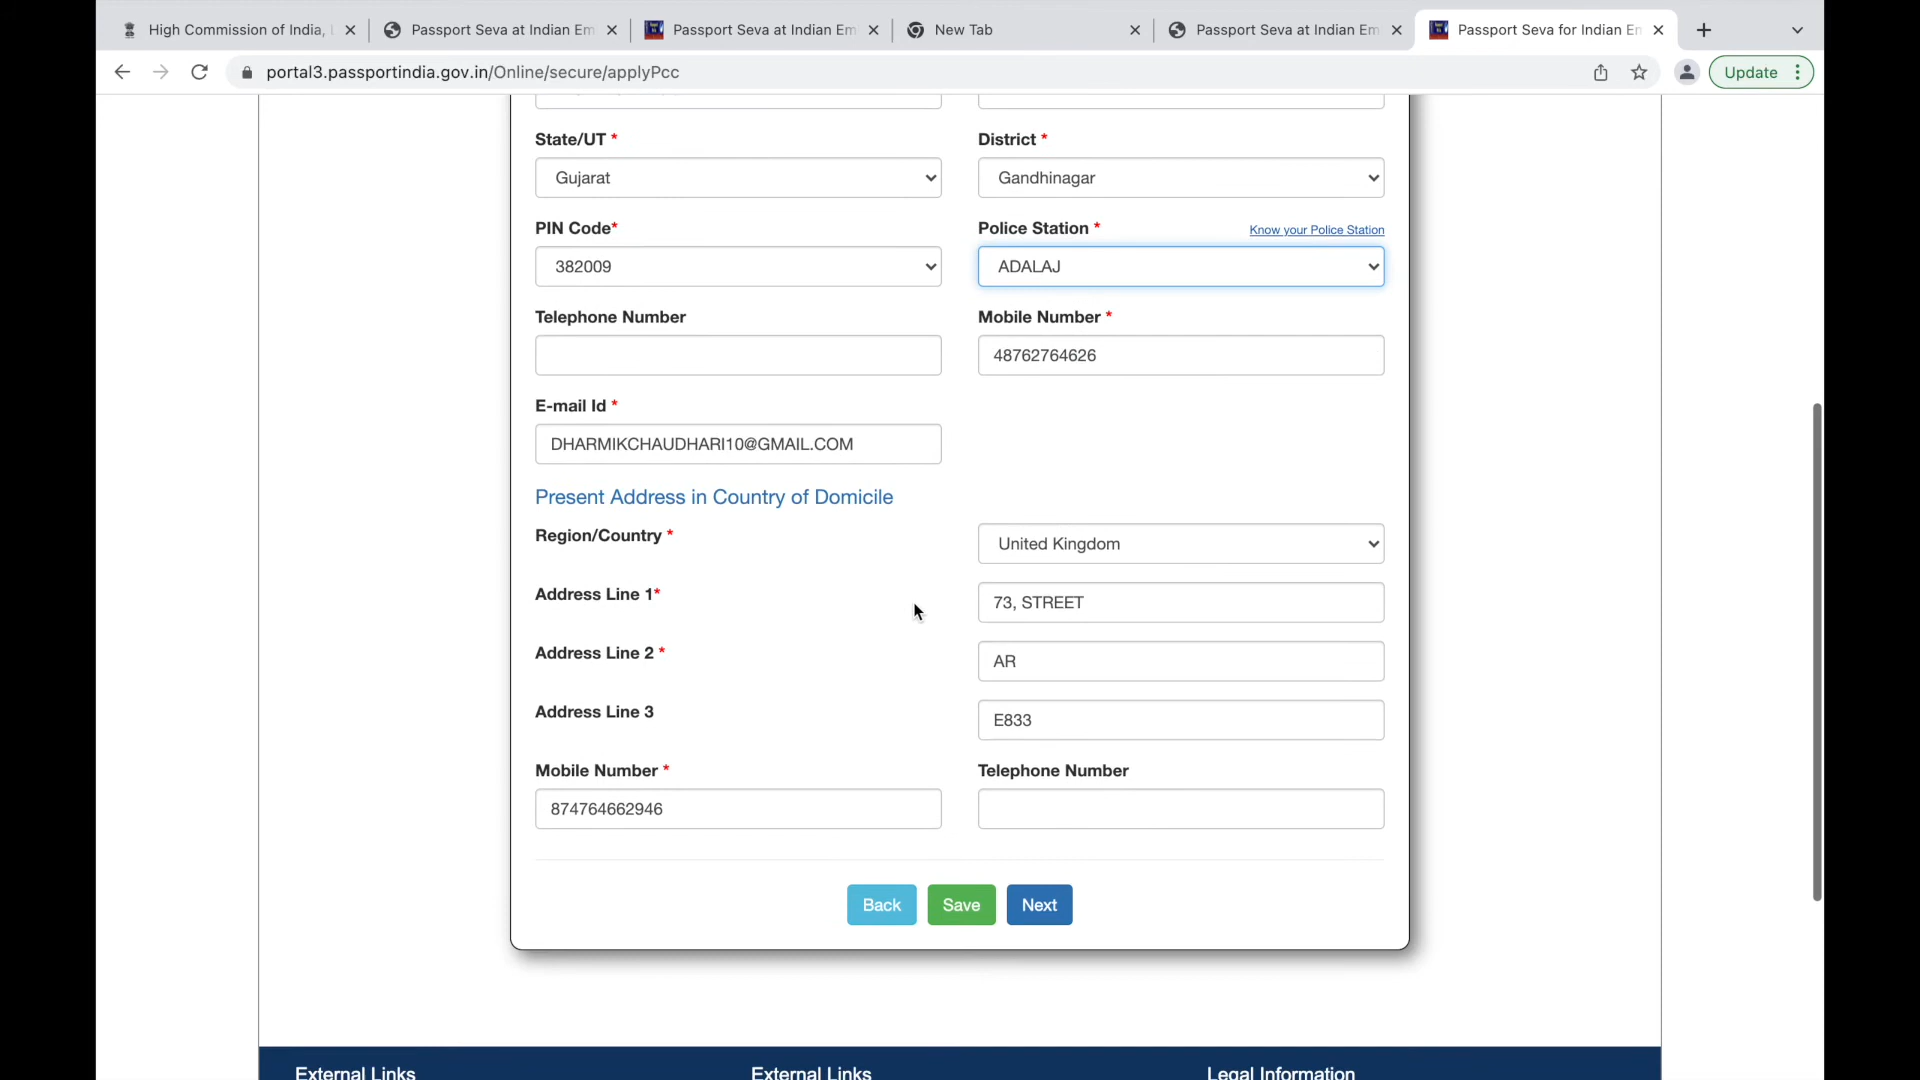 High Commission of India,
Passport Seva at Indian Em
Passport Seva at Indian Em
New Tab
Passport Seva at Indian Em
Passport Seva for Indian En
portal3.passportindia.gov.in/Online/secure/applyPcc
Update
State/UT *
District *
Gujarat
Gandhinagar
PIN Code*
Police Station *
Know your Police Station
382009
ADALAJ
Telephone Number
Mobile Number *
48762764626
E-mail Id *
DHARMIKCHAUDHARI10@GMAIL.COM
Present Address in Country of Domicile
Region/Country *
United Kingdom
Address Line 1*
73, STREET
Address Line 2 *
AR
Address Line 3
E833
Mobile Number *
Telephone Number
874764662946
Back
Save
Next
External Links
External Links
Legal Information